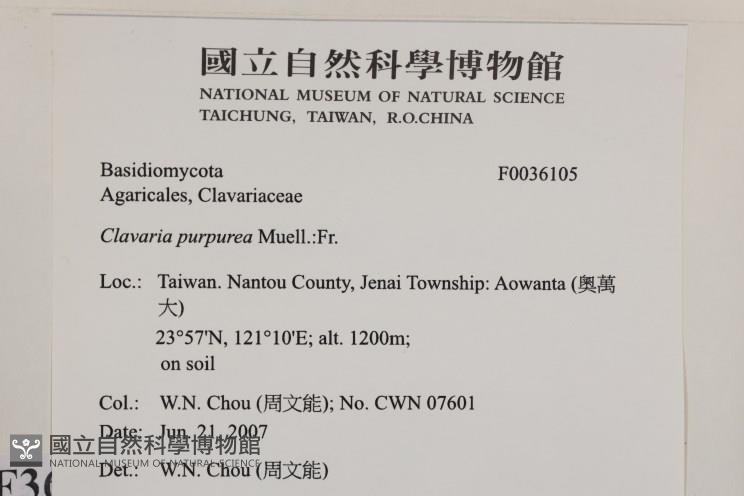 國立自然科學博物館
NATIONAL MUSEUM OF NATURAL SCIENCE
TAICHUNG, TAIWAN, R.O.CHINA
Basidiomycota F0036105
Agaricales, Clavariaceae
Clavaria purpurea Muell.:Fr.
Loc.: Taiwan. Nantou County, Jenai Township: Aowanta (奧萬
大)
23°57'N, 121°10'E; alt. 1200m;
on soil
Col.: W.N. Chou (周文能); No. CWN 07601
Date: Jun. 21, 2007
國立自然科學博物館
NATIONAL MUSEUM OF NATURAL SCIENCE
Det.: W.N. Chou (周文能)